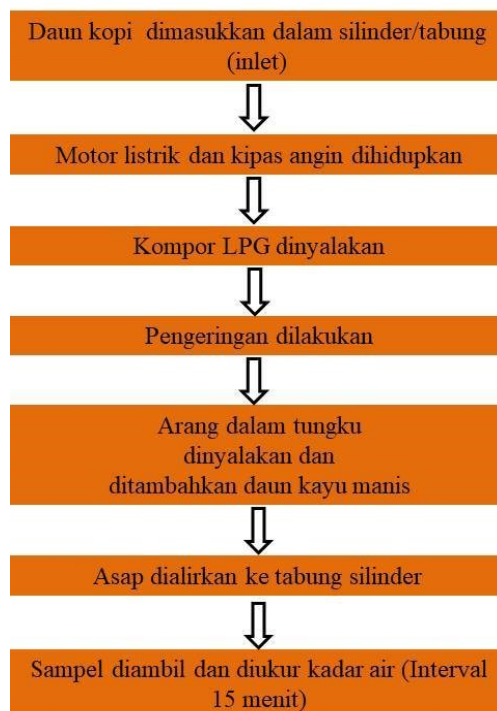 Daun kopi dimasukkan dalam silinder/tabung
(inlet)
Motor listrik dan kipas angin dihidupkan
Kompor LPG dinyalakan
Pengeringan dilakukan
Arang dalam tungku
dinyalakan dan
ditambahkan daun kayu manis
Asap dialirkan ke tabung silinder
Sampel diambil dan diukur kadar air (Interval
15 menit)